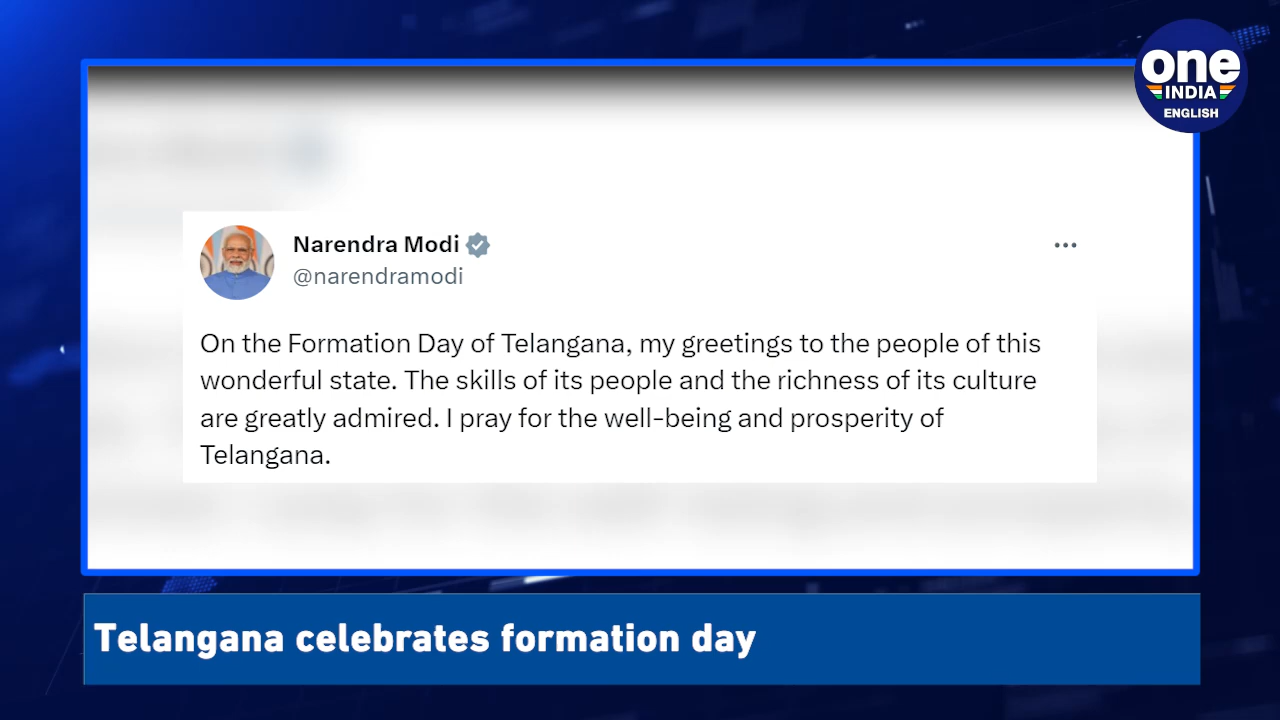 one
INDIA
ENGLISH
Narendra Modi
@narendramodi
On the Formation Day of Telangana, my greetings to the people of this
wonderful state. The skills of its people and the richness of its culture
are greatly admired. I pray for the well-being and prosperity of
Telangana.
Telangana celebrates formation day